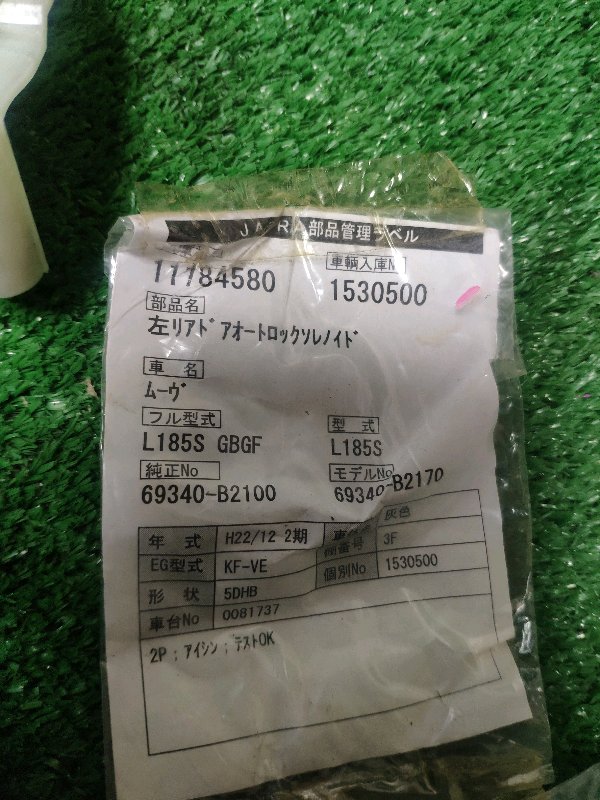 JARA 部品管理ラベル
11784580
車輌入庫№
1530500
部品名
左リアドアオートロックソレノイド
車 名
ムーヴ
フル型式
L185S GBGF
型 式
L185S
純正No
69340-B2100
モデルNo
69340-B2170
年 式 H22/12 2期
灰色
EG型式 KF-VE
棚番号 3F
形 状 5DHB
個別No 1530500
車台No 0081737
2P ; アイシン ; テストOK